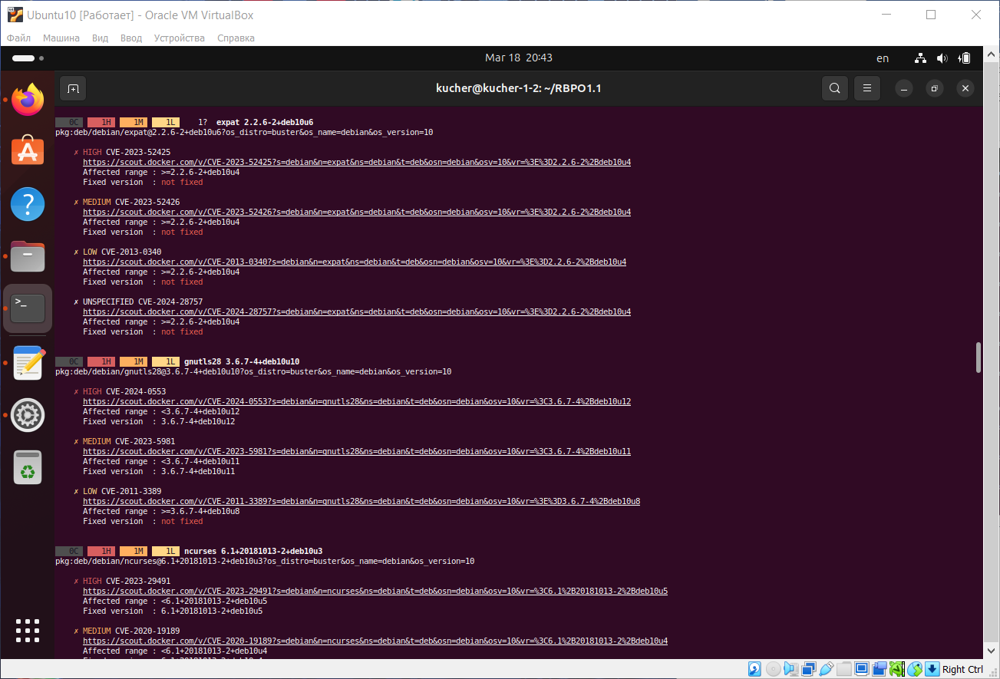 Ubuntu10 [Работает] - Oracle VM VirtualBox
Файл Машина Вид Ввод Устройства Справка
Mar 18 20:43
en
kucher@kucher-1-2: ~/RBPO1.1
0C 1H 1M 1L 1? expat 2.2.6-2+deb10u6
pkg:deb/debian/expat@2.2.6-2+deb10u6?os_distro=buster&os_name=debian&os_version=10
✗ HIGH CVE-2023-52425
https://scout.docker.com/v/CVE-2023-52425?s=debian&n=expat&ns=debian&t=deb&osn=debian&osv=10&vr=%3E%3D2.2.6-2%2Bdeb10u4
Affected range : >=2.2.6-2+deb10u4
Fixed version : not fixed
✗ MEDIUM CVE-2023-52426
https://scout.docker.com/v/CVE-2023-52426?s=debian&n=expat&ns=debian&t=deb&osn=debian&osv=10&vr=%3E%3D2.2.6-2%2Bdeb10u4
Affected range : >=2.2.6-2+deb10u4
Fixed version : not fixed
✗ LOW CVE-2013-0340
https://scout.docker.com/v/CVE-2013-0340?s=debian&n=expat&ns=debian&t=deb&osn=debian&osv=10&vr=%3E%3D2.2.6-2%2Bdeb10u4
Affected range : >=2.2.6-2+deb10u4
Fixed version : not fixed
✗ UNSPECIFIED CVE-2024-28757
https://scout.docker.com/v/CVE-2024-28757?s=debian&n=expat&ns=debian&t=deb&osn=debian&osv=10&vr=%3E%3D2.2.6-2%2Bdeb10u4
Affected range : >=2.2.6-2+deb10u4
Fixed version : not fixed
0C 1H 1M 1L gnutls28 3.6.7-4+deb10u10
pkg:deb/debian/gnutls28@3.6.7-4+deb10u10?os_distro=buster&os_name=debian&os_version=10
✗ HIGH CVE-2024-0553
https://scout.docker.com/v/CVE-2024-0553?s=debian&n=gnutls28&ns=debian&t=deb&osn=debian&osv=10&vr=%3C3.6.7-4%2Bdeb10u12
Affected range : <3.6.7-4+deb10u12
Fixed version : 3.6.7-4+deb10u12
✗ MEDIUM CVE-2023-5981
https://scout.docker.com/v/CVE-2023-5981?s=debian&n=gnutls28&ns=debian&t=deb&osn=debian&osv=10&vr=%3C3.6.7-4%2Bdeb10u11
Affected range : <3.6.7-4+deb10u11
Fixed version : 3.6.7-4+deb10u11
✗ LOW CVE-2011-3389
https://scout.docker.com/v/CVE-2011-3389?s=debian&n=gnutls28&ns=debian&t=deb&osn=debian&osv=10&vr=%3E%3D3.6.7-4%2Bdeb10u8
Affected range : >=3.6.7-4+deb10u8
Fixed version : not fixed
0C 1H 1M 1L ncurses 6.1+20181013-2+deb10u3
pkg:deb/debian/ncurses@6.1+20181013-2+deb10u3?os_distro=buster&os_name=debian&os_version=10
✗ HIGH CVE-2023-29491
https://scout.docker.com/v/CVE-2023-29491?s=debian&n=ncurses&ns=debian&t=deb&osn=debian&osv=10&vr=%3C6.1%2B20181013-2%2Bdeb10u5
Affected range : <6.1+20181013-2+deb10u5
Fixed version : 6.1+20181013-2+deb10u5
✗ MEDIUM CVE-2020-19189
https://scout.docker.com/v/CVE-2020-19189?s=debian&n=ncurses&ns=debian&t=deb&osn=debian&osv=10&vr=%3C6.1%2B20181013-2%2Bdeb10u4
Affected range : <6.1+20181013-2+deb10u4
Right Ctrl